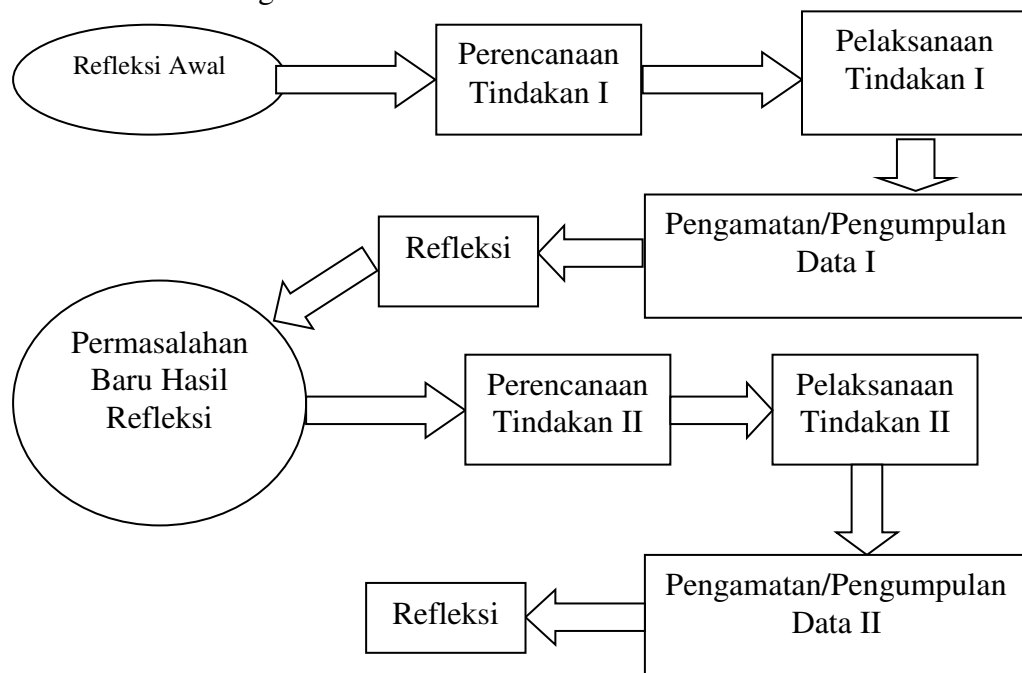 Refleksi Awal
Perencanaan
Tindakan I
Pelaksanaan
Tindakan I
Pengamatan/Pengumpulan
Data I
Refleksi
Permasalahan
Baru Hasil
Refleksi
Perencanaan
Tindakan II
Pelaksanaan
Tindakan II
Pengamatan/Pengumpulan
Data II
Refleksi